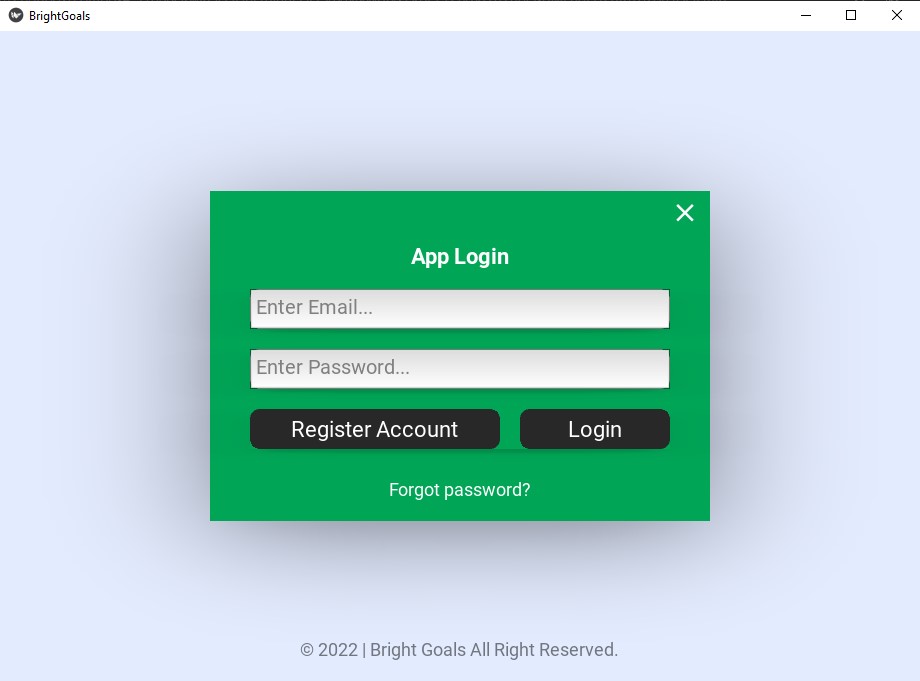 BrightGoals
App Login
Enter Email...
Enter Password...
Register Account Login
Forgot password?
© 2022 | Bright Goals All Right Reserved.